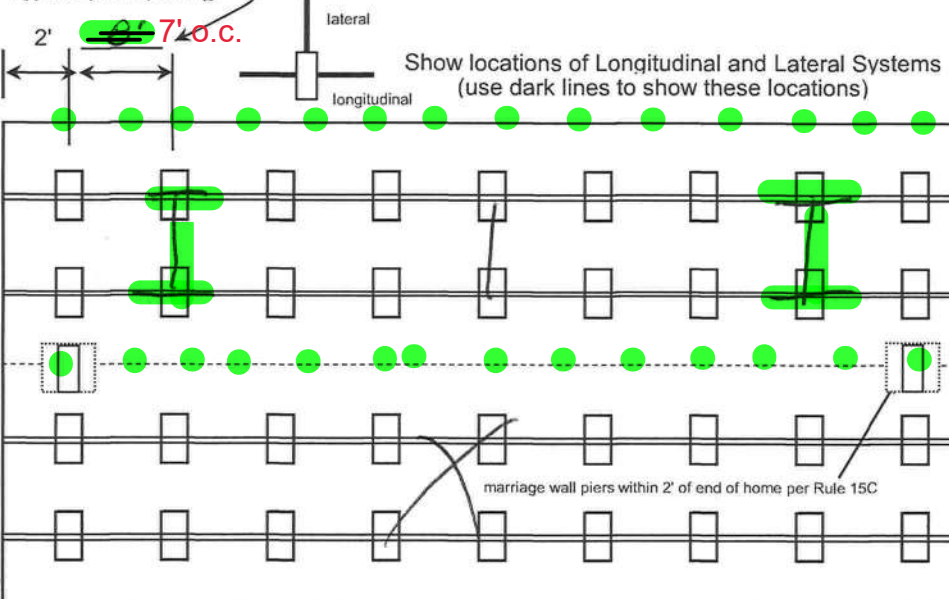 lateral
2'
8' 7' o.c.
longitudinal
Show locations of Longitudinal and Lateral Systems
(use dark lines to show these locations)
marriage wall piers within 2' of end of home per Rule 15C